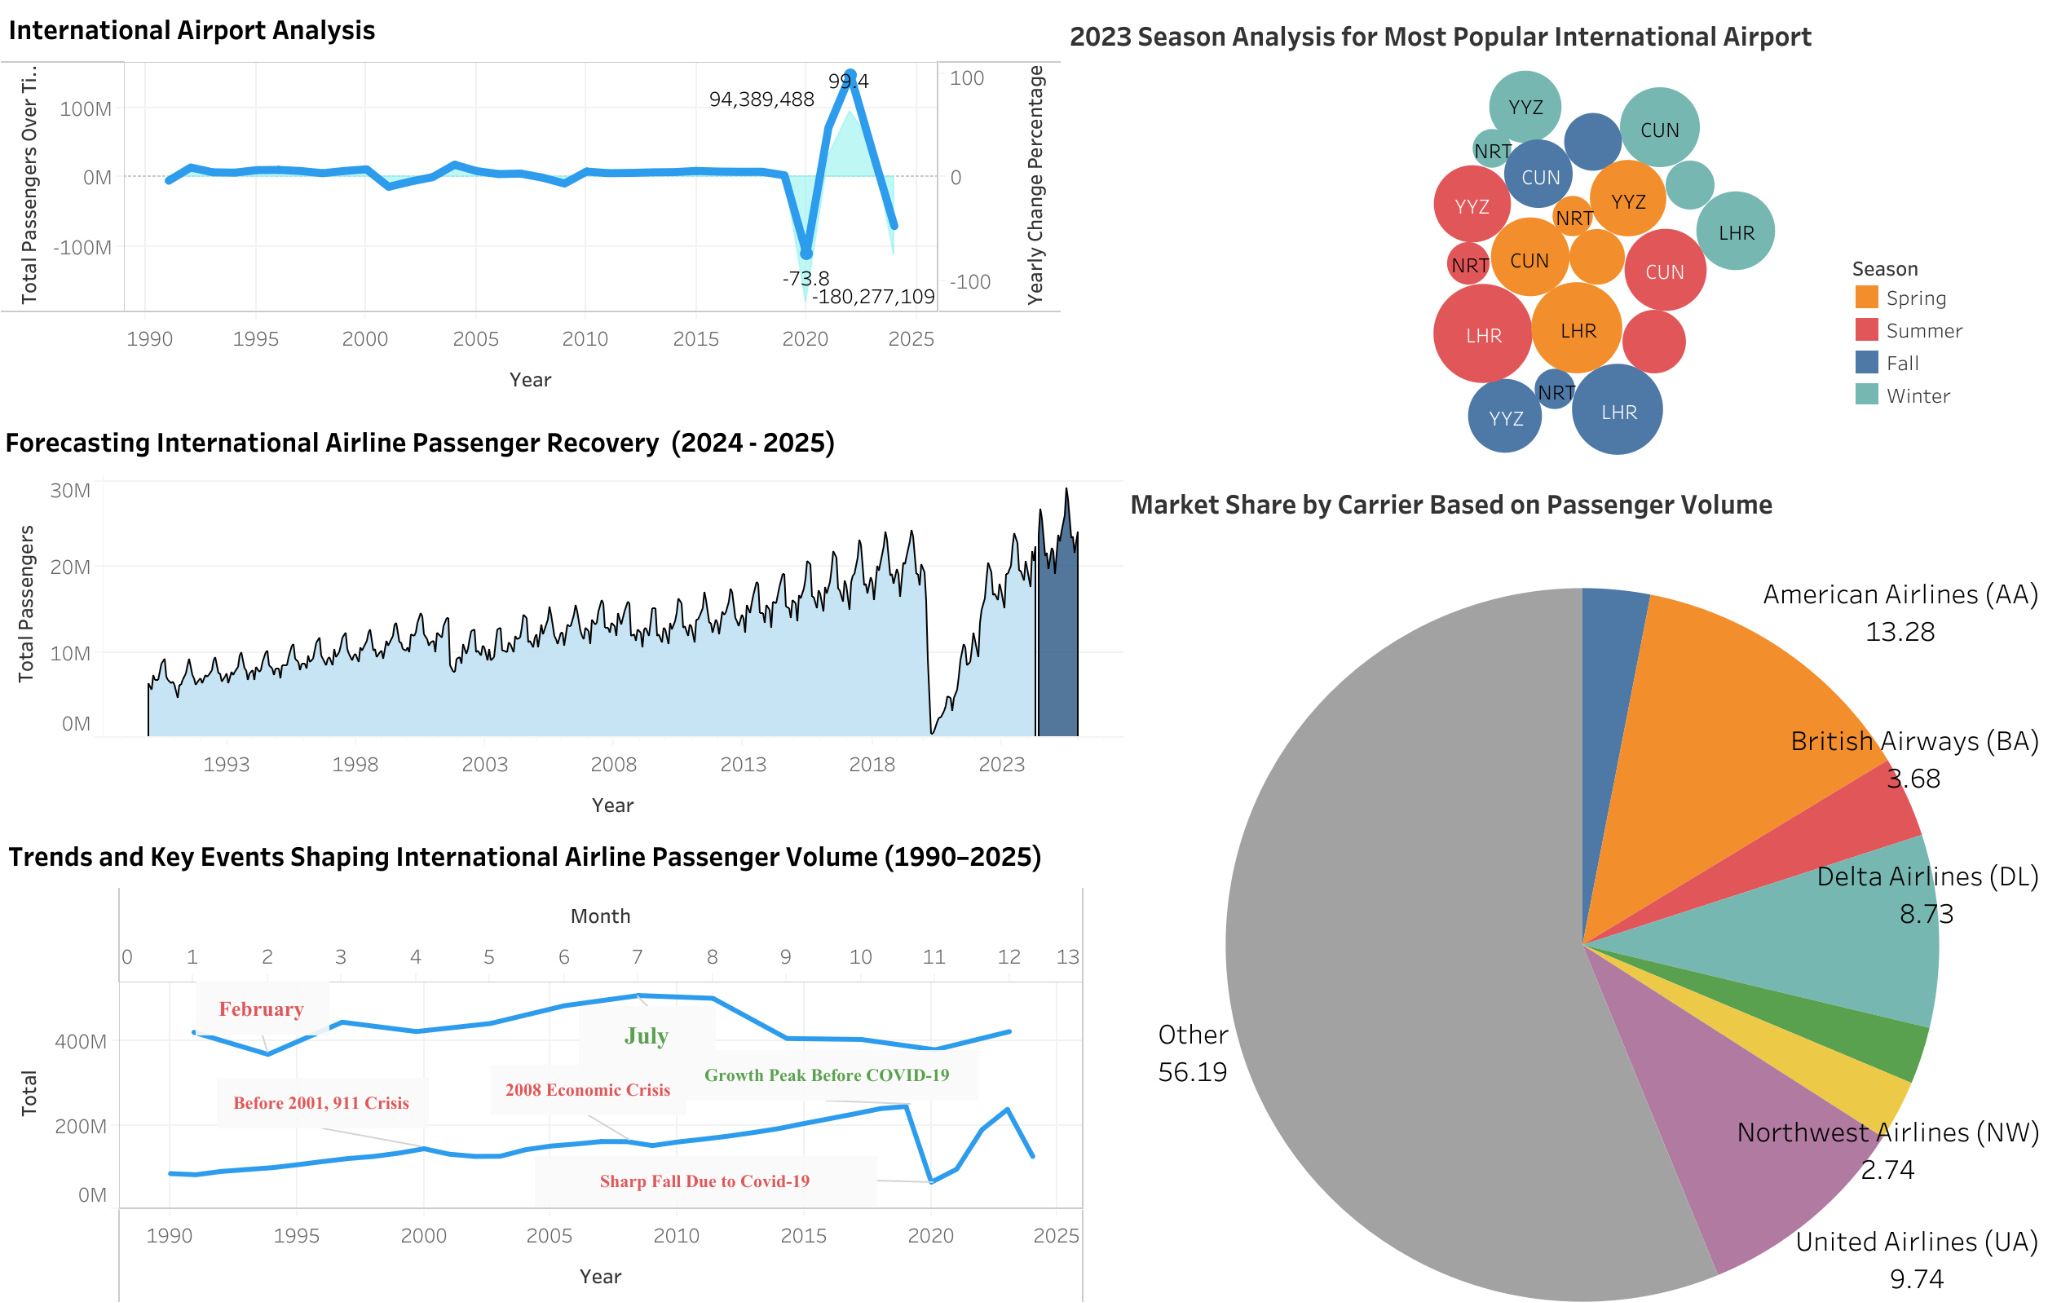 International Airport Analysis
Total Passengers Over Ti..
100M
0M
-100M
99.4
94,389,488
-73.8
-180,277,109
100
0
-100
Yearly Change Percentage
1990 1995 2000 2005 2010 2015 2020 2025
Year
2023 Season Analysis for Most Popular International Airport
YYZ
CUN
NRT
CUN
YYZ
YYZ
NRT
LHR
CUN
NRT
CUN
LHR
LHR
NRT
YYZ
LHR
Season
Spring
Summer
Fall
Winter
Forecasting International Airline Passenger Recovery (2024 - 2025)
Total Passengers
30M
20M
10M
0M
1993 1998 2003 2008 2013 2018 2023
Year
Market Share by Carrier Based on Passenger Volume
American Airlines (AA)
13.28
British Airways (BA)
3.68
Delta Airlines (DL)
8.73
Other
56.19
Northwest Airlines (NW)
2.74
United Airlines (UA)
9.74
Trends and Key Events Shaping International Airline Passenger Volume (1990–2025)
Month
0 1 2 3 4 5 6 7 8 9 10 11 12 13
February
July
400M
Growth Peak Before COVID-19
2008 Economic Crisis
Before 2001, 911 Crisis
Total
200M
Sharp Fall Due to Covid-19
0M
1990 1995 2000 2005 2010 2015 2020 2025
Year